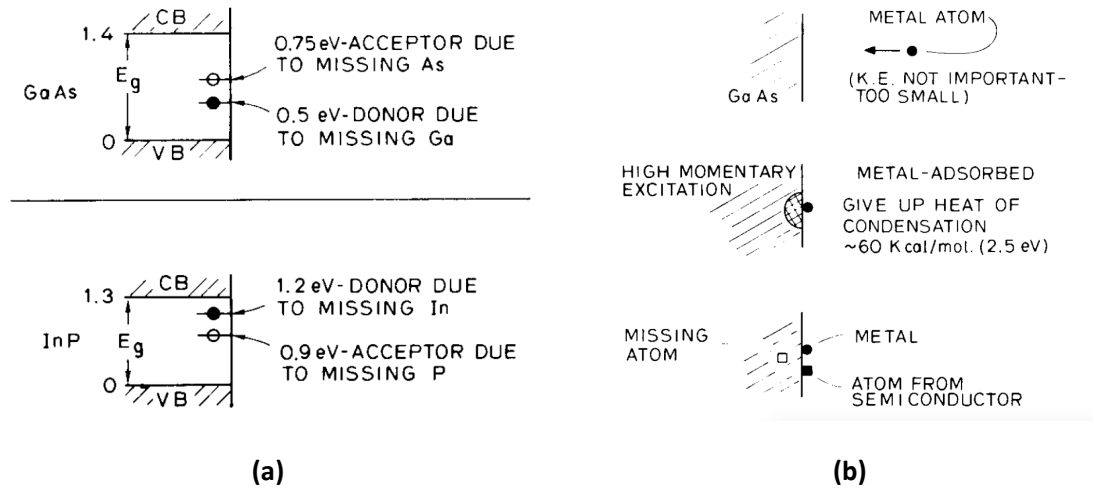 CB
1.4
Eg
GaAs
0
VB
0.75eV-ACCEPTOR DUE
TO MISSING As
0.5 eV-DONOR DUE
TO MISSING Ga
CB
1.3
Eg
InP
0
VB
1.2eV-DONOR DUE
TO MISSING In
0.9eV-ACCEPTOR DUE
TO MISSING P
(a)
METAL ATOM
(K.E. NOT IMPORTANT-
TOO SMALL)
GaAs
HIGH MOMENTARY
EXCITATION
METAL-ADSORBED
GIVE UP HEAT OF
CONDENSATION
~60 Kcal/mol. (2.5 eV)
MISSING
ATOM
METAL
ATOM FROM
SEMICONDUCTOR
(b)